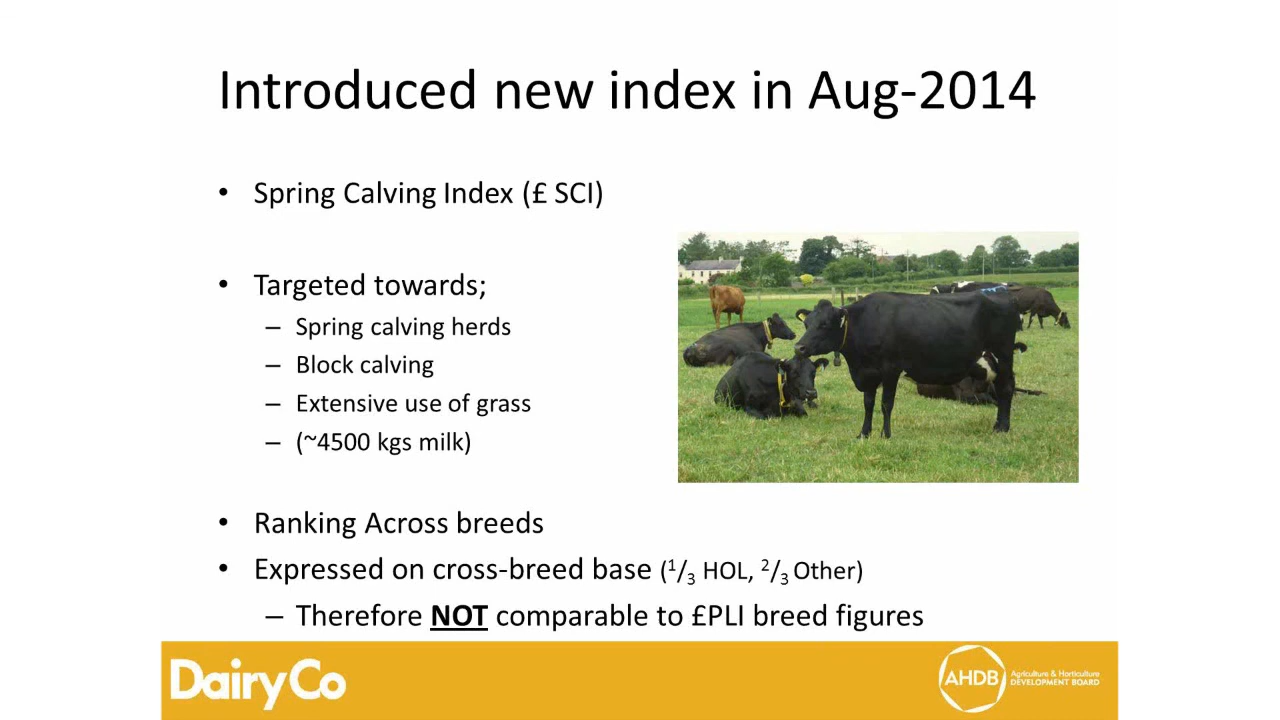 Introduced new index in Aug-2014
• Spring Calving Index (£ SCI)
• Targeted towards;
– Spring calving herds
– Block calving
– Extensive use of grass
– (~4500 kgs milk)
• Ranking Across breeds
• Expressed on cross-breed base (1/3 HOL, 2/3 Other)
– Therefore NOT comparable to £PLI breed figures
DairyCo
AHDB
Agriculture & Horticulture
DEVELOPMENT BOARD